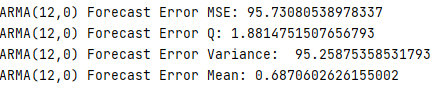 ARMA(12,0) Forecast Error MSE: 95.73080538978337
ARMA(12,0) Forecast Error Q: 1.8814751507656793
ARMA(12,0) Forecast Error Variance:  95.25875358531793
ARMA(12,0) Forecast Error Mean: 0.6870602626155002